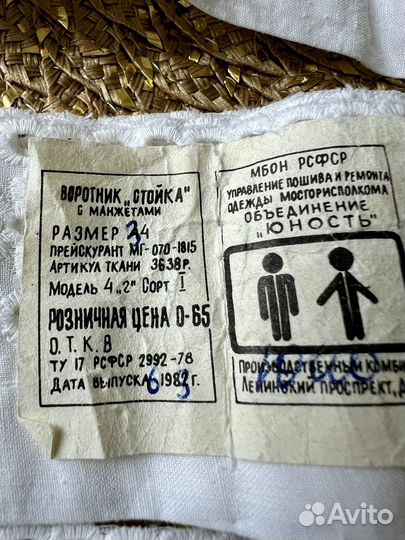 ВОРОТНИК „СТОЙКА"
С МАНЖЕТАМИ
РАЗМЕР 34
ПРЕЙСКУРАНТ МГ-070-1815
АРТИКУЛ ТКАНИ 3638Р.
МОДЕЛЬ 4 „2" СОРТ I
РОЗНИЧНАЯ ЦЕНА 0-65
О.Т.К. 8
ТУ 17 РСФСР 2992-78
ДАТА ВЫПУСКА 1982г.
МБОН РСФСР
УПРАВЛЕНИЕ ПОШИВА И РЕМОНТА
ОДЕЖДЫ МОСГОРИСПОЛКОМА
ОБЪЕДИНЕНИЕ
"ЮНОСТЬ"
ПРОИЗВОДСТВЕННЫЙ КОМБИ
ЛЕНИНСКИЙ ПРОСПЕКТ, Д
Avito